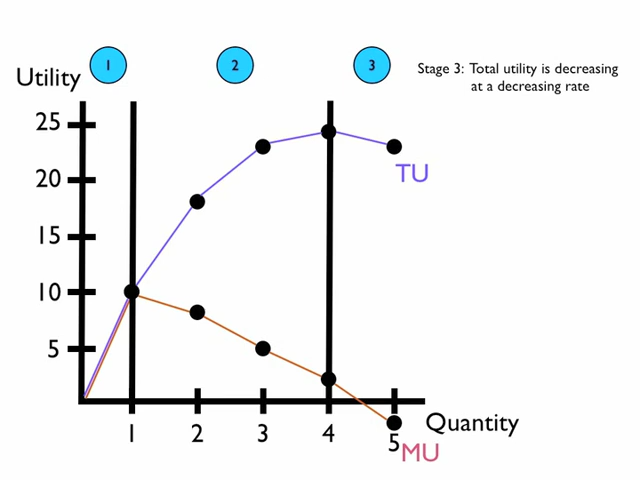 1
2
3
Stage 3: Total utility is decreasing
at a decreasing rate
Utility
25
20
15
10
5
TU
1
2
3
4
5
Quantity
MU